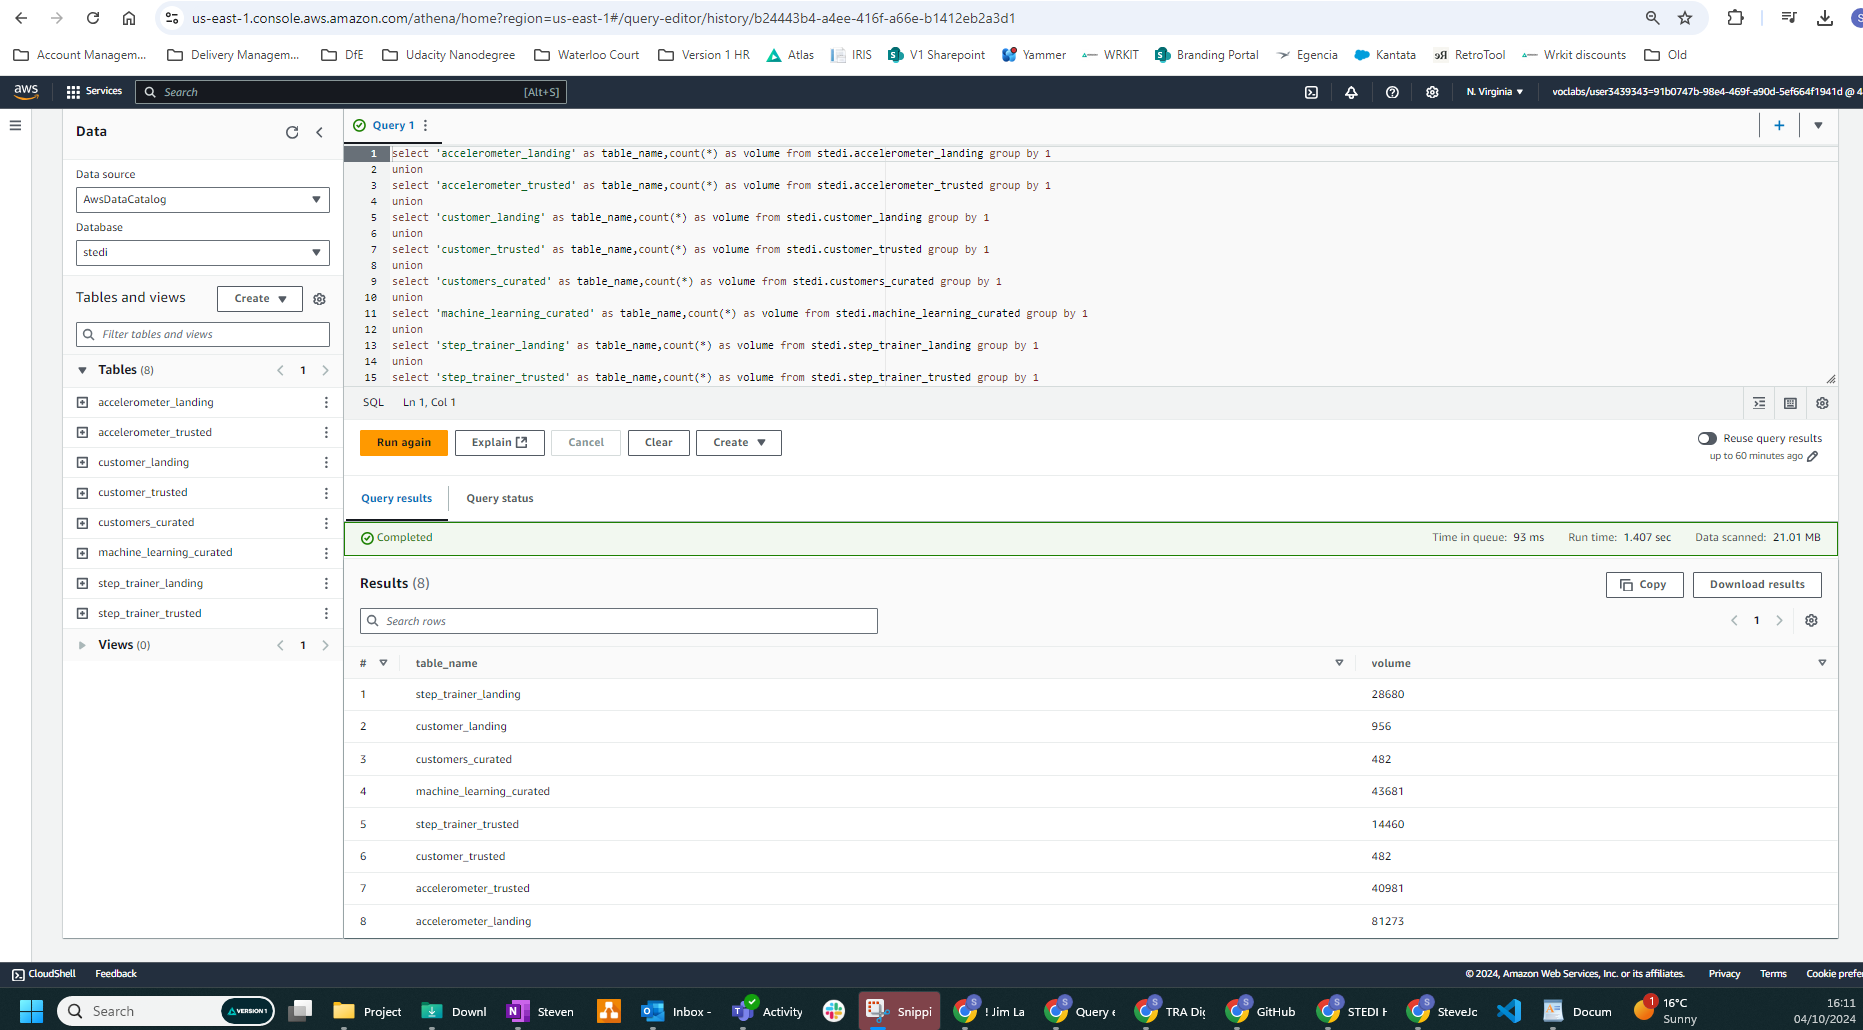 us-east-1.console.aws.amazon.com/athena/home?region=us-east-1#/query-editor/history/b24443b4-a4ee-416f-a66e-b1412eb2a3d1
Account Managem... Delivery Managem... DfE Udacity Nanodegree Waterloo Court Version 1 HR Atlas IRIS V1 Sharepoint Yammer WRKIT Branding Portal Egencia Kantata RetroTool Wrkit discounts Old
aws Services Search [Alt+S] N. Virginia voclabs/user3439343=91b0747b-98e4-469f-a90d-5ef664f1941d @ 4
Data
Data source
AwsDataCatalog
Database
stedi
Tables and views Create
Filter tables and views
Tables (8) 1
accelerometer_landing
accelerometer_trusted
customer_landing
customer_trusted
customers_curated
machine_learning_curated
step_trainer_landing
step_trainer_trusted
Views (0) 1
Query 1
1 select 'accelerometer_landing' as table_name,count(*) as volume from stedi.accelerometer_landing group by 1
2 union
3 select 'accelerometer_trusted' as table_name,count(*) as volume from stedi.accelerometer_trusted group by 1
4 union
5 select 'customer_landing' as table_name,count(*) as volume from stedi.customer_landing group by 1
6 union
7 select 'customer_trusted' as table_name,count(*) as volume from stedi.customer_trusted group by 1
8 union
9 select 'customers_curated' as table_name,count(*) as volume from stedi.customers_curated group by 1
10 union
11 select 'machine_learning_curated' as table_name,count(*) as volume from stedi.machine_learning_curated group by 1
12 union
13 select 'step_trainer_landing' as table_name,count(*) as volume from stedi.step_trainer_landing group by 1
14 union
15 select 'step_trainer_trusted' as table_name,count(*) as volume from stedi.step_trainer_trusted group by 1
SQL Ln 1, Col 1
Run again Explain Cancel Clear Create Reuse query results
up to 60 minutes ago
Query results Query status
Completed Time in queue: 93 ms Run time: 1.407 sec Data scanned: 21.01 MB
Results (8) Copy Download results
Search rows 1
# table_name volume
1 step_trainer_landing 28680
2 customer_landing 956
3 customers_curated 482
4 machine_learning_curated 43681
5 step_trainer_trusted 14460
6 customer_trusted 482
7 accelerometer_trusted 40981
8 accelerometer_landing 81273
CloudShell Feedback © 2024, Amazon Web Services, Inc. or its affiliates. Privacy Terms Cookie prefe
Search VERSION 1 Project Downl Steven Inbox - Activity Snippi ! Jim La Query e TRA Dig GitHub STEDI H SteveJc Docum 1 16°C 16:11
Sunny 04/10/2024